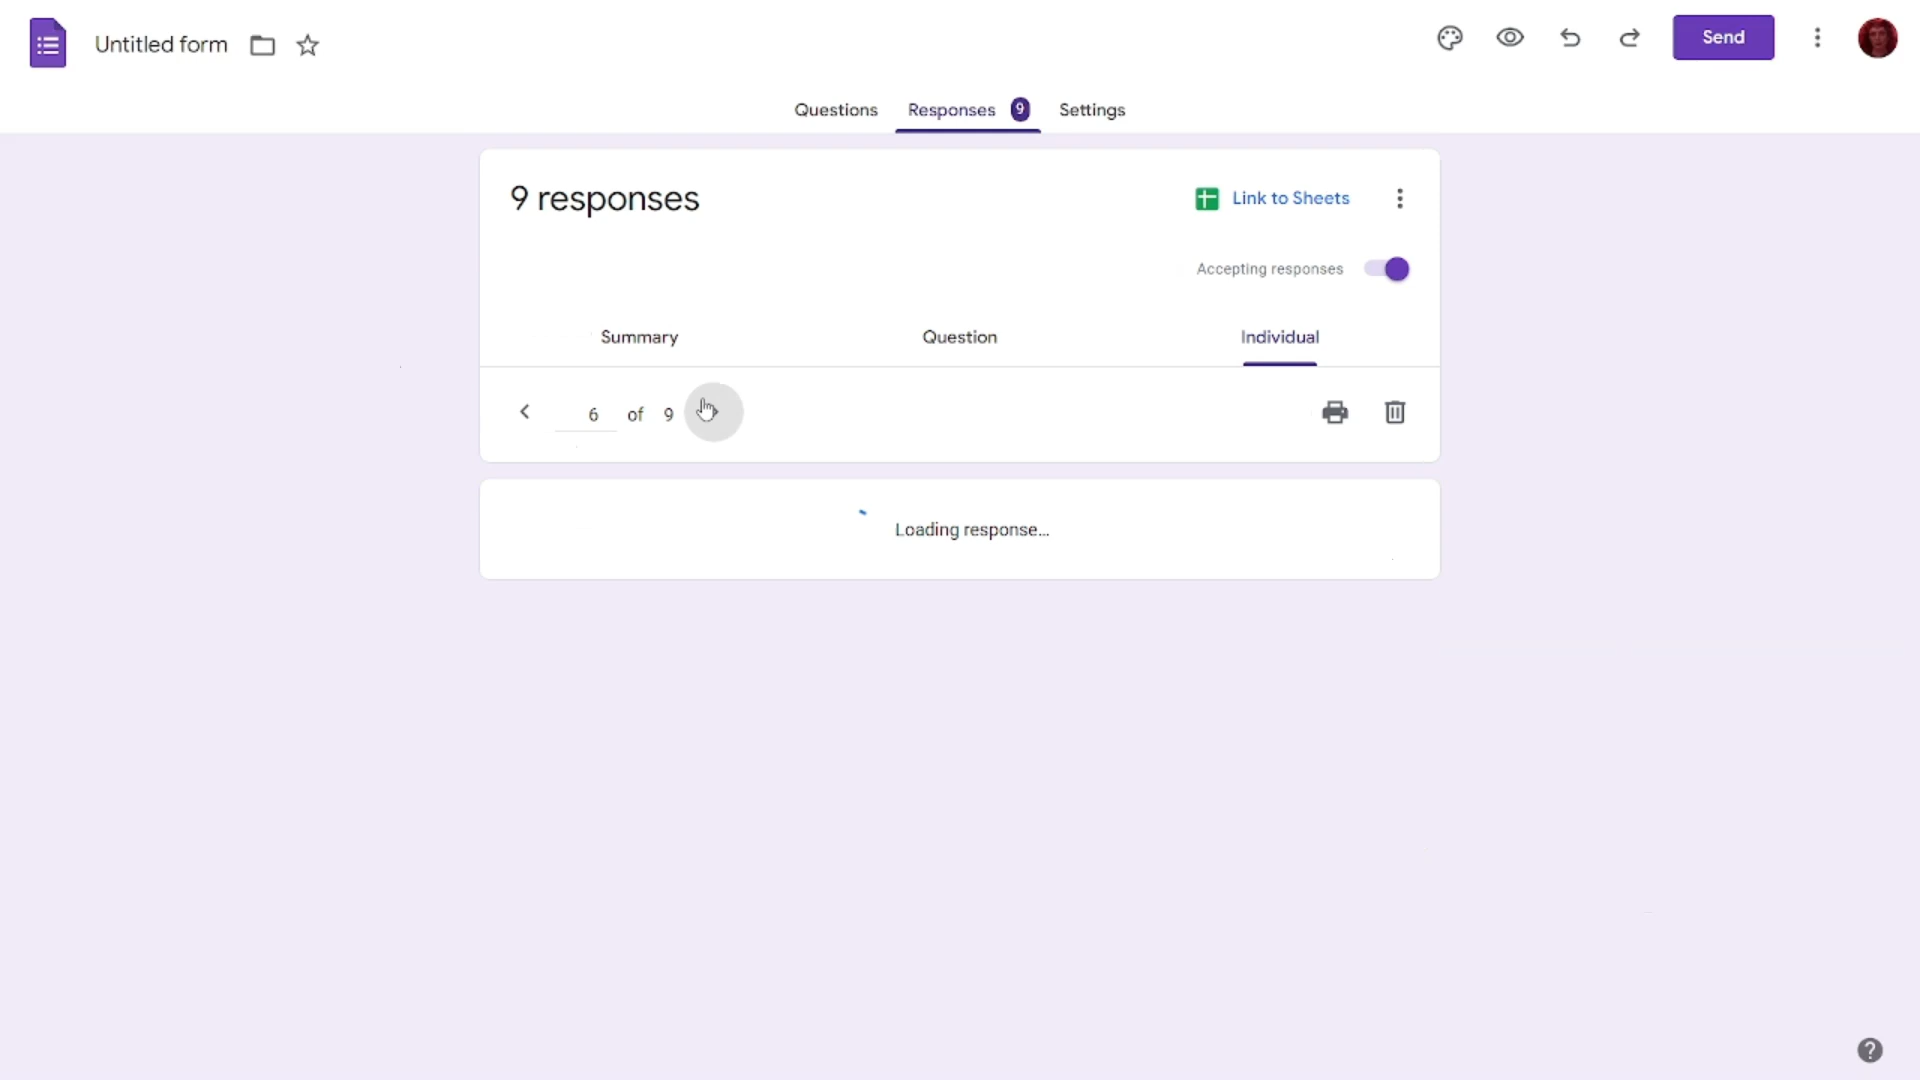 Untitled form
Send
Questions
Responses 9
Settings
9 responses
Link to Sheets
Accepting responses
Summary
Question
Individual
6 of 9
Loading response...